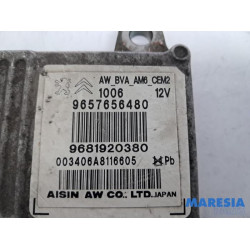 AW_BVA_AM6_CEM2
1006 12V
9657656480
9681920380
003406A8116605 Pb
AISIN AW CO.,LTD.JAPAN
MARESIA